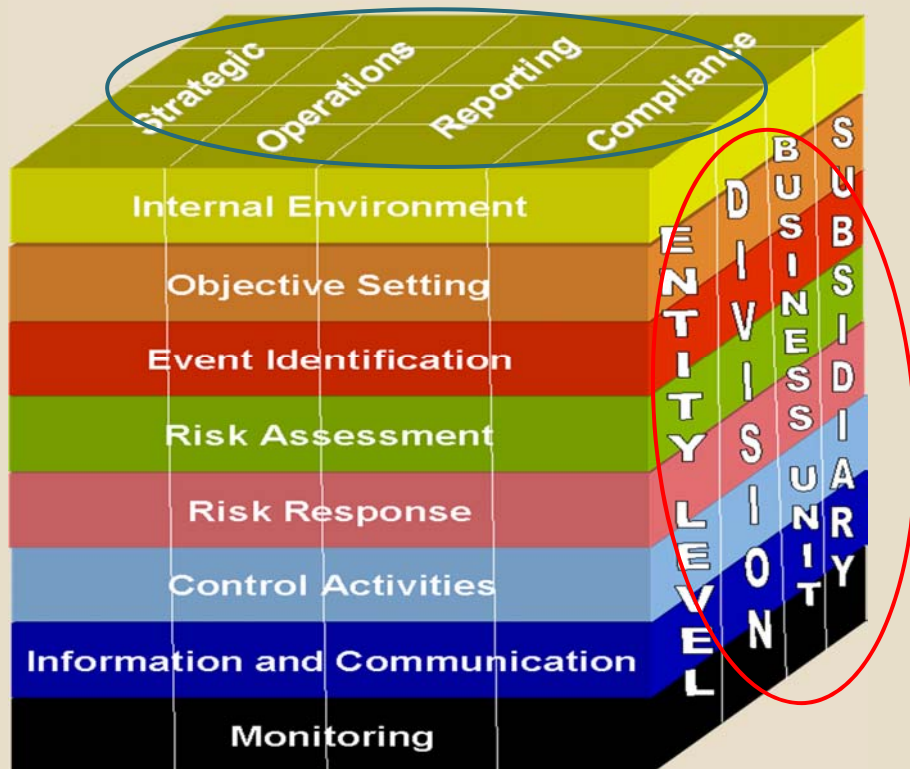 Strategic
Operations
Reporting
Compliance
Internal Environment
Objective Setting
Event Identification
Risk Assessment
Risk Response
Control Activities
Information and Communication
Monitoring
ENTITY LEVEL
DIVISION
BUSINESS UNIT
SUBSIDIARY